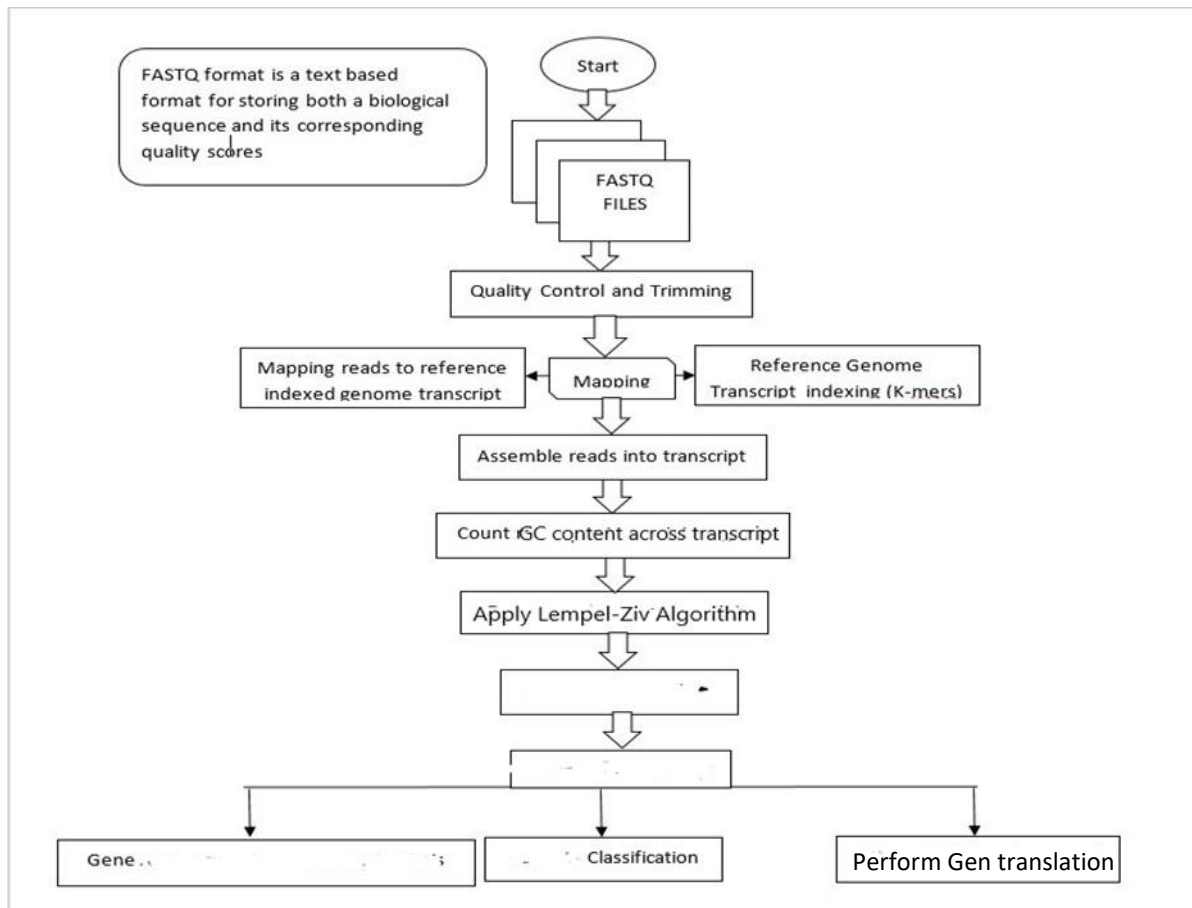 FASTQ format is a text based
format for storing both a biological
sequence and its corresponding
quality scores
Start
FASTQ
FILES
Quality Control and Trimming
Mapping reads to reference
indexed genome transcript
Mapping
Reference Genome
Transcript indexing (K-mers)
Assemble reads into transcript
Count GC content across transcript
Apply Lempel-Ziv Algorithm
Gene
Classification
Perform Gen translation